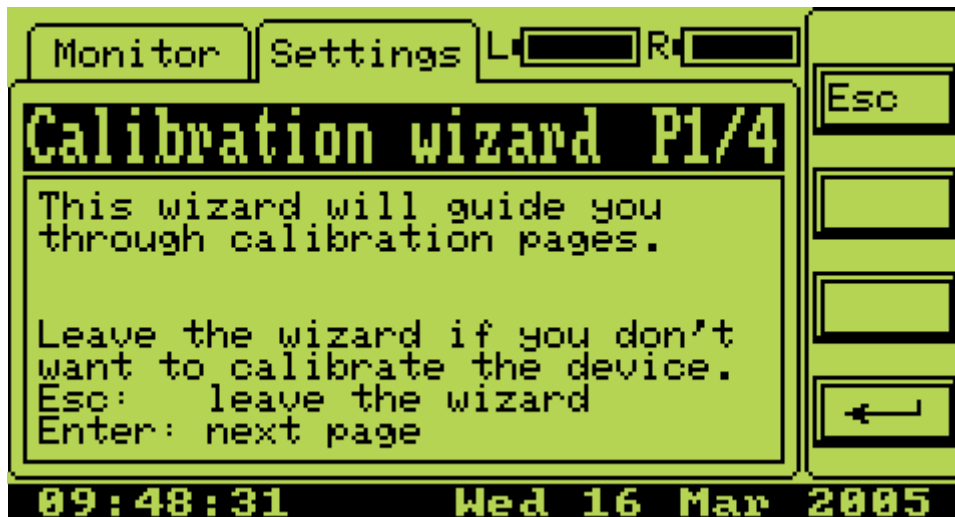 Monitor Settings L R
Esc
Calibration wizard P1/4
This wizard will guide you
through calibration pages.
Leave the wizard if you don't
want to calibrate the device.
Esc: leave the wizard
Enter: next page
09:48:31 Wed 16 Mar 2005